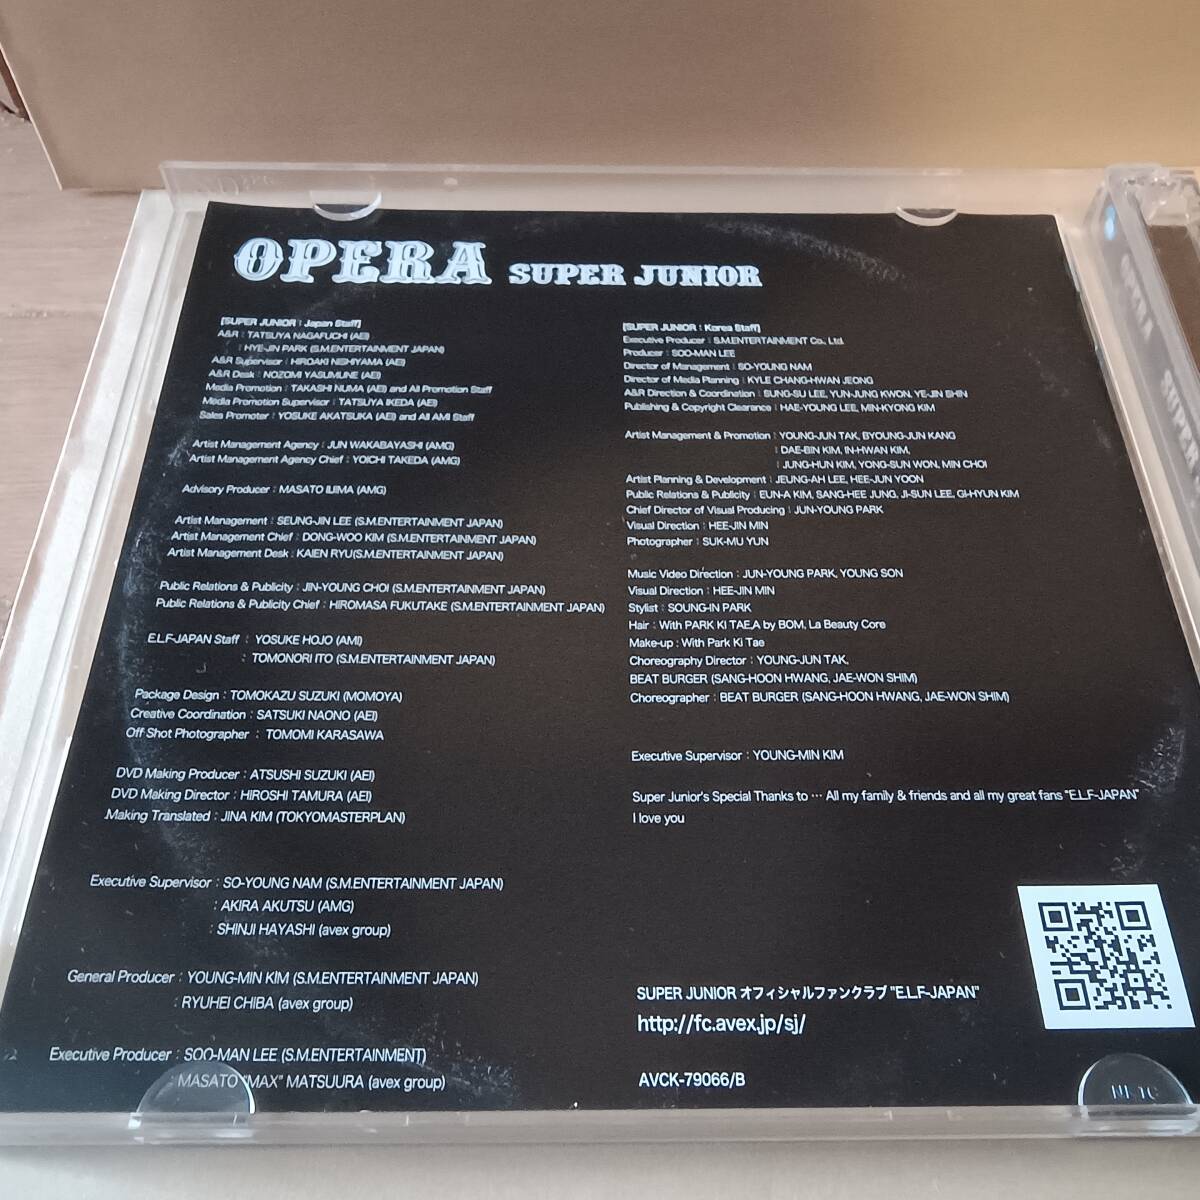 OPERA SUPER JUNIOR
[SUPER JUNIOR : Japan Staff]
A&R : TATSUYA NAGAFUCHI (AEI)
: HYE-JIN PARK (S.M.ENTERTAINMENT JAPAN)
A&R Supervisor : HIROAKI NISHIYAMA (AEI)
A&R Desk : NOZOMI YASUMUNE (AEI)
Media Promotion : TAKASHI NUMA (AEI) and All Promotion Staff
Media Promotion Supervisor : TATSUYA IKEDA (AEI)
Sales Promoter : YOSUKE AKATSUKA (AEI) and All AMI Staff
Artist Management Agency : JUN WAKABAYASHI (AMG)
Artist Management Agency Chief : YOICHI TAKEDA (AMG)
Advisory Producer : MASATO IIJIMA (AMG)
Artist Management : SEUNG-JIN LEE (S.M.ENTERTAINMENT JAPAN)
Artist Management Chief : DONG-WOO KIM (S.M.ENTERTAINMENT JAPAN)
Artist Management Desk : KAIEN RYU(S.M.ENTERTAINMENT JAPAN)
Public Relations & Publicity : JIN-YOUNG CHOI (S.M.ENTERTAINMENT JAPAN)
Public Relations & Publicity Chief : HIROMASA FUKUTAKE (S.M.ENTERTAINMENT JAPAN)
E.L.F-JAPAN Staff : YOSUKE HOJO (AMI)
: TOMONORI ITO (S.M.ENTERTAINMENT JAPAN)
Package Design : TOMOKAZU SUZUKI (MOMOYA)
Creative Coordination : SATSUKI NAONO (AEI)
Off Shot Photographer : TOMOMI KARASAWA
DVD Making Producer : ATSUSHI SUZUKI (AEI)
DVD Making Director : HIROSHI TAMURA (AEI)
Making Translated : JINA KIM (TOKYOMASTERPLAN)
Executive Supervisor : SO-YOUNG NAM (S.M.ENTERTAINMENT JAPAN)
: AKIRA AKUTSU (AMG)
: SHINJI HAYASHI (avex group)
General Producer : YOUNG-MIN KIM (S.M.ENTERTAINMENT JAPAN)
: RYUHEI CHIBA (avex group)
Executive Producer : SOO-MAN LEE (S.M.ENTERTAINMENT)
: MASATO "MAX" MATSUURA (avex group)
[SUPER JUNIOR : Korea Staff]
Executive Producer : S.M.ENTERTAINMENT Co., Ltd.
Producer : SOO-MAN LEE
Director of Management : SO-YOUNG NAM
Director of Media Planning : KYLE CHANG-HWAN JEONG
A&R Direction & Coordination : SUNG-SU LEE, YUN-JUNG KWON, YE-JIN SHIN
Publishing & Copyright Clearance : HAE-YOUNG LEE, MIN-KYONG KIM
Artist Management & Promotion : YOUNG-JUN TAK, BYOUNG-JUN KANG
: DAE-BIN KIM, IN-HWAN KIM,
: JUNG-HUN KIM, YONG-SUN WON, MIN CHOI
Artist Planning & Development : JEUNG-AH LEE, HEE-JUN YOON
Public Relations & Publicity : EUN-A KIM, SANG-HEE JUNG, JI-SUN LEE, GI-HYUN KIM
Chief Director of Visual Producing : JUN-YOUNG PARK
Visual Direction : HEE-JIN MIN
Photographer : SUK-MU YUN
Music Video Direction : JUN-YOUNG PARK, YOUNG SON
Visual Direction : HEE-JIN MIN
Stylist : SOUNG-IN PARK
Hair : With PARK KI TAE,A by BOM, La Beauty Core
Make-up : With Park Ki Tae
Choreography Director : YOUNG-JUN TAK,
BEAT BURGER (SANG-HOON HWANG, JAE-WON SHIM)
Choreographer : BEAT BURGER (SANG-HOON HWANG, JAE-WON SHIM)
Executive Supervisor : YOUNG-MIN KIM
Super Junior's Special Thanks to … All my family & friends and all my great fans "E.L.F-JAPAN"
I love you
SUPER JUNIOR オフィシャルファンクラブ "E.L.F-JAPAN"
http://fc.avex.jp/sj/
AVCK-79066/B
OPERA SUPER